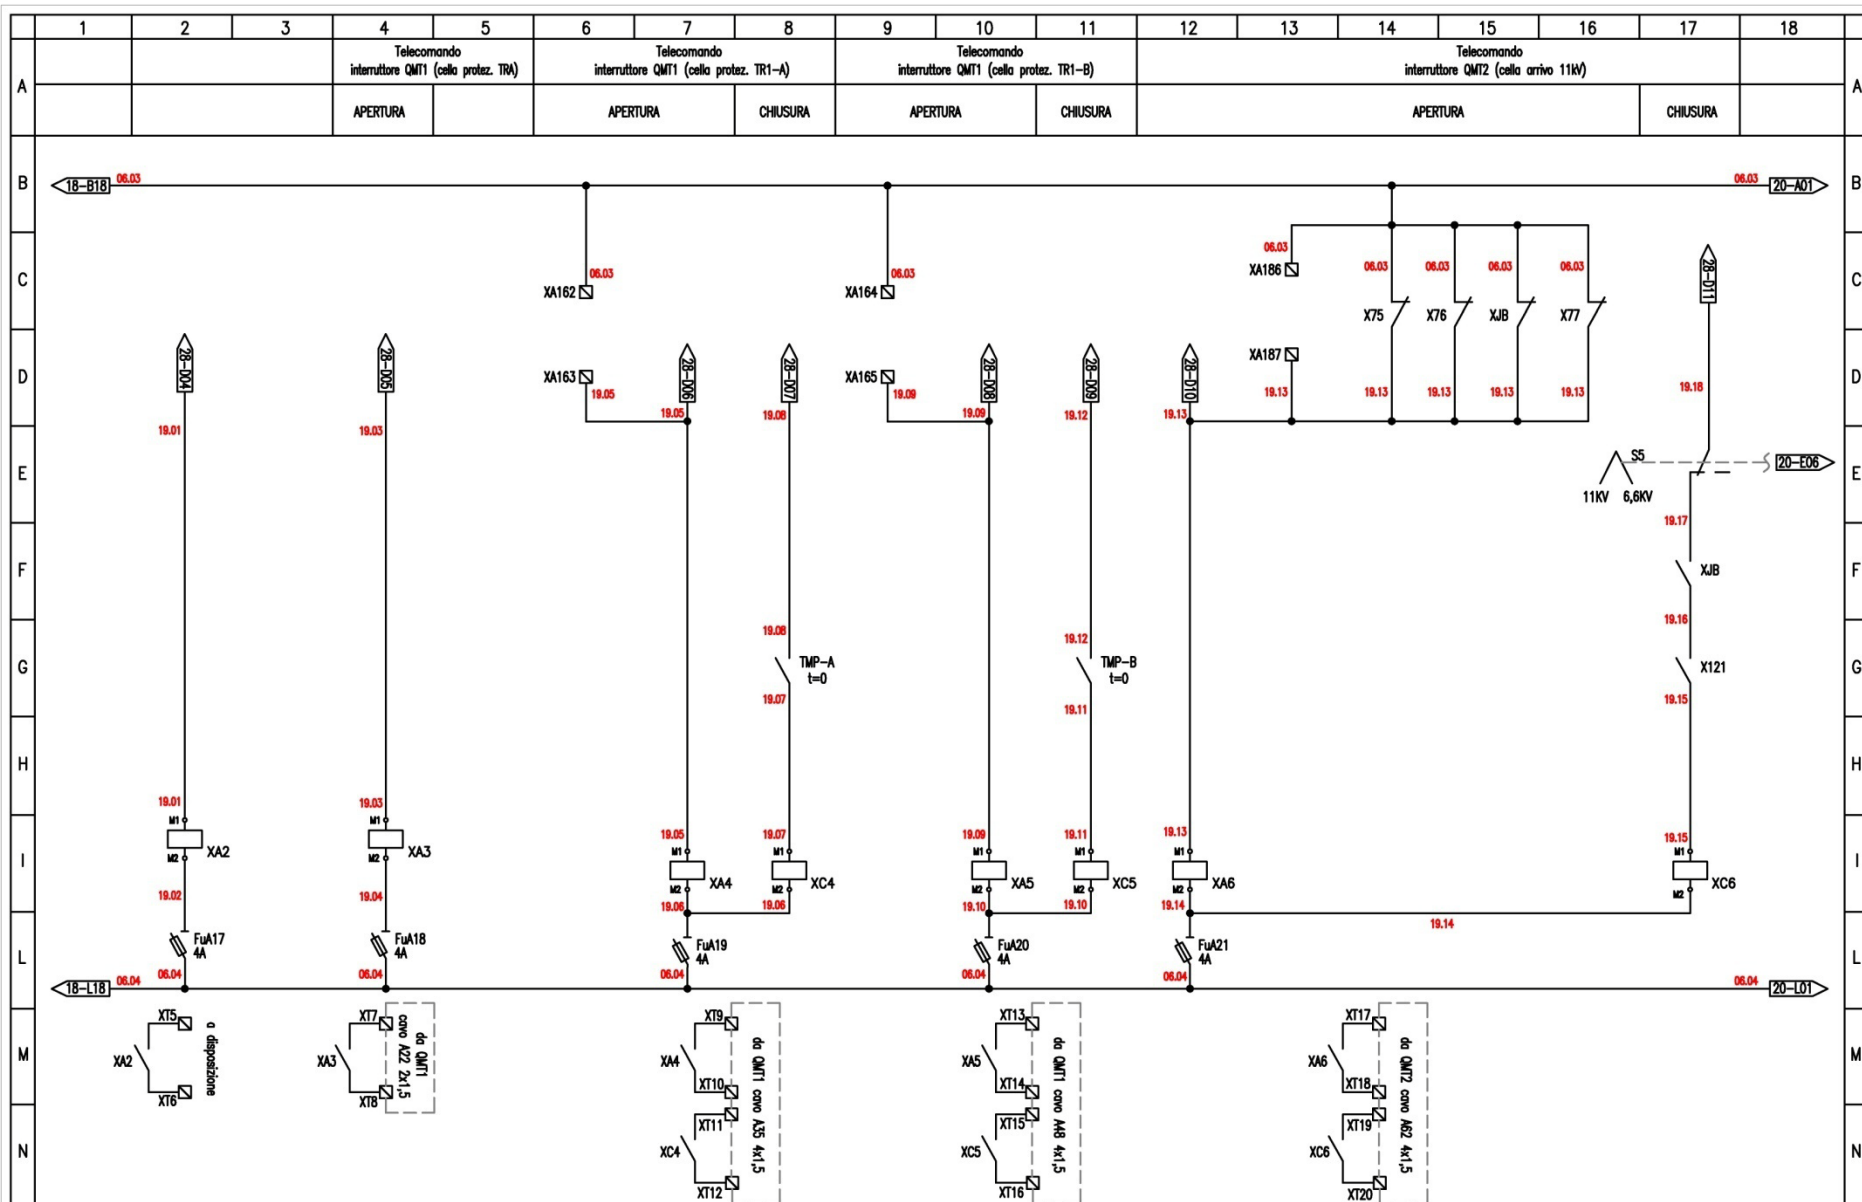 1 2 3 4 5 6 7 8 9 10 11 12 13 14 15 16 17 18
A
Telecomando
interruttore QMT1 (cella protez. TRA)
APERTURA
Telecomando
interruttore QMT1 (cella protez. TR1-A)
APERTURA
CHIUSURA
Telecomando
interruttore QMT1 (cella protez. TR1-B)
APERTURA
CHIUSURA
Telecomando
interruttore QMT2 (cella arrivo 11kV)
APERTURA
CHIUSURA
A
B
18-B18 06.03
06.03 20-A01
B
C
XA162 06.03
XA164 06.03
06.03
XA186
06.03 06.03 06.03 06.03
X75 X76 XJB X77
28-D11
C
D
28-D04
28-D05
XA163
19.05
28-D06
19.05
28-D07
19.08
XA165
19.09
28-D08
19.09
28-D09
19.12
28-D10
19.13
XA187
19.13 19.13 19.13 19.13 19.13
19.18
D
19.01
19.03
E
S5
11KV 6,6KV
20-E06
E
19.17
F
XJB
F
19.08
19.12
19.16
G
TMP-A
t=0
19.07
TMP-B
t=0
19.11
X121
19.15
G
H
H
19.01
M1
XA2
M2
19.02
19.03
M1
XA3
M2
19.04
I
19.05
M1
XA4
M2
19.06
19.07
M1
XC4
M2
19.06
19.09
M1
XA5
M2
19.10
19.11
M1
XC5
M2
19.10
19.13
M1
XA6
M2
19.14
19.15
M1
XC6
M2
19.14
I
L
FuA17
4A
06.04
FuA18
4A
06.04
FuA19
4A
06.04
FuA20
4A
06.04
FuA21
4A
06.04
L
18-L18 06.04
06.04 20-L01
M
XT5
XA2
XT6
a disposizione
XT7
XA3
XT8
da QMT1
cavo A22 2x1,5
XT9
XA4
XT10
XT11
XC4
XT12
da QMT1 cavo A35 4x1,5
XT13
XA5
XT14
XT15
XC5
XT16
da QMT1 cavo A48 4x1,5
XT17
XA6
XT18
XT19
XC6
XT20
da QMT2 cavo A62 4x1,5
M
N
N